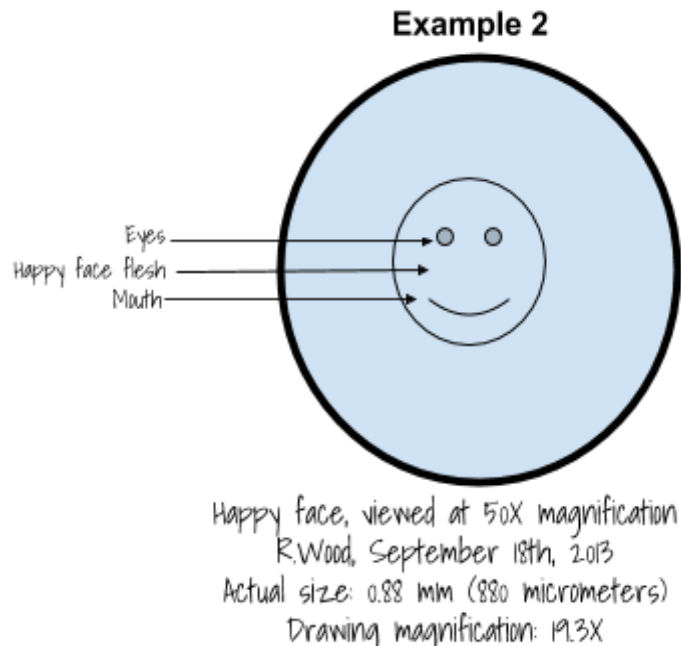 Example 2
Eyes
Happy face flesh
Mouth
Happy face, viewed at 50X magnification
R.Wood, September 18th, 2013
Actual size: 0.88 mm (880 micrometers)
Drawing magnification: 19.3X